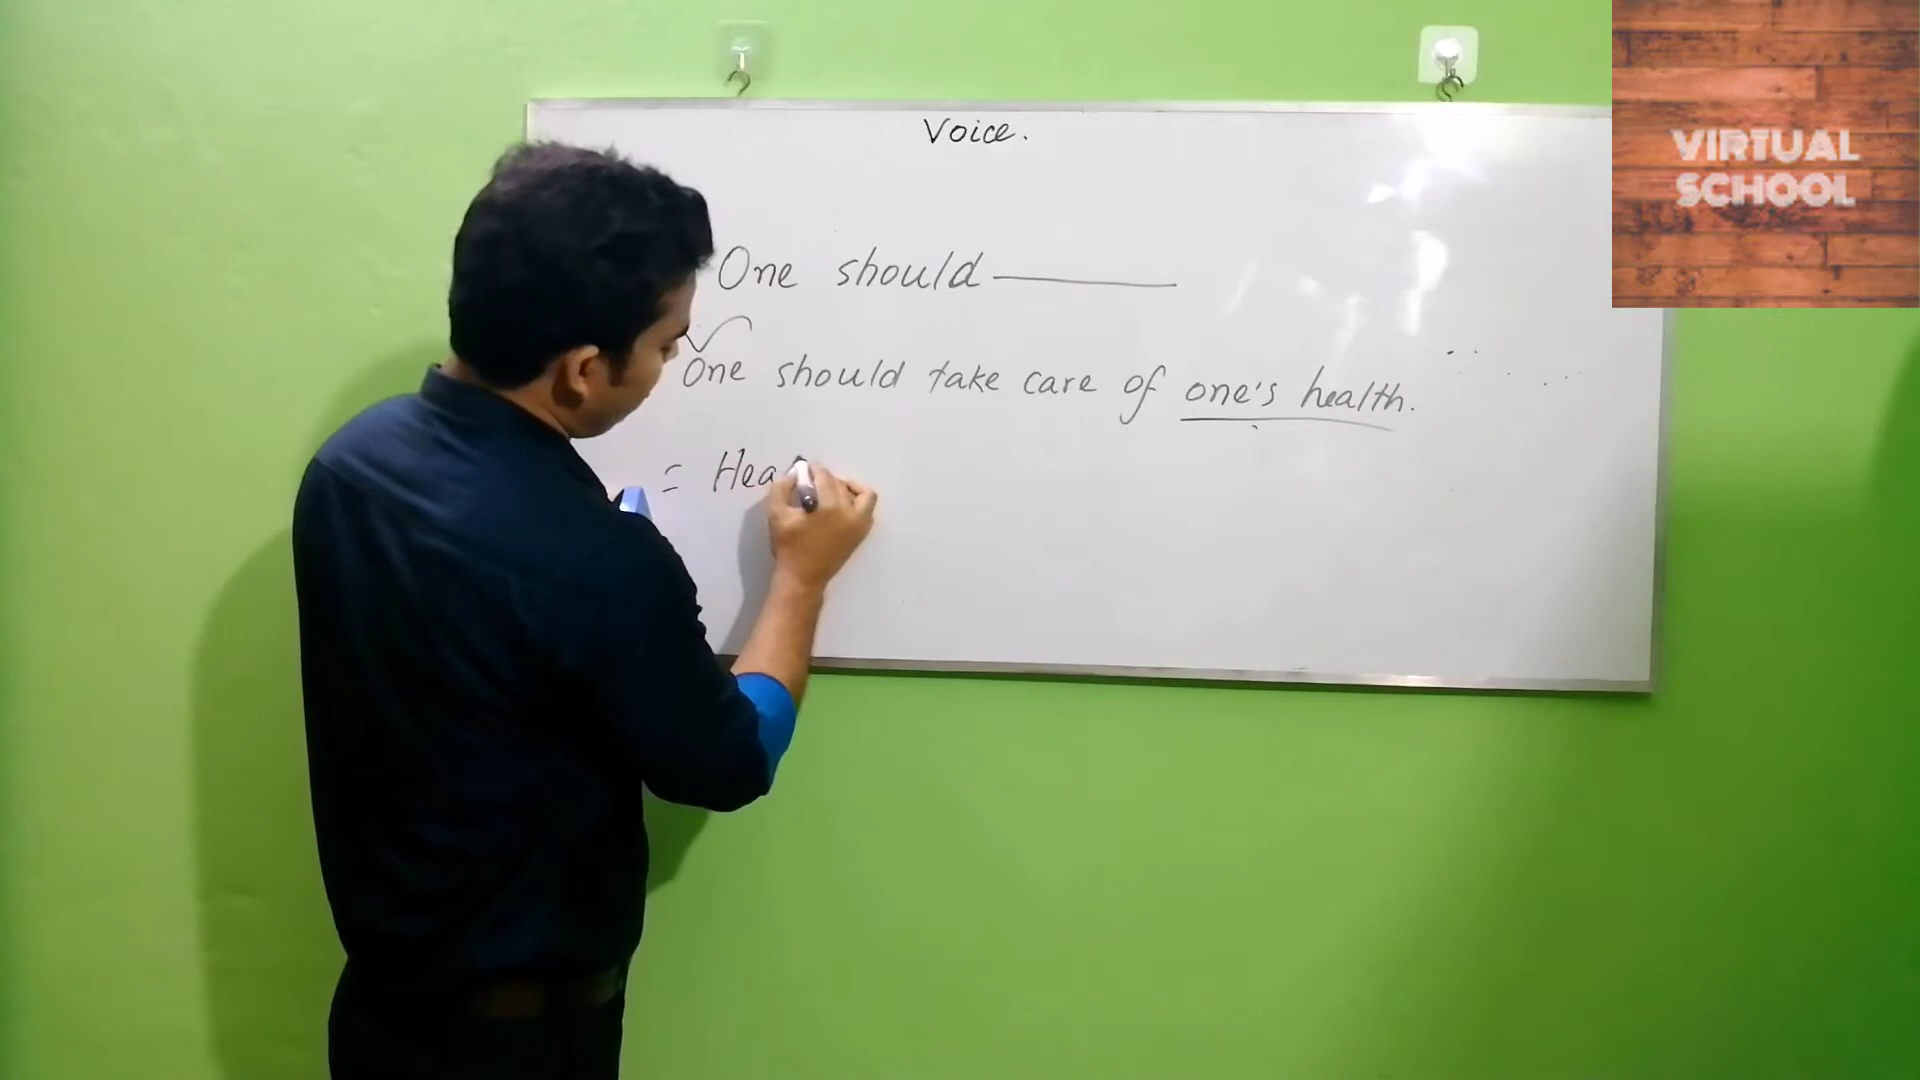 Voice.
VIRTUAL
SCHOOL
One should
One should take care of one's health.
= Hea